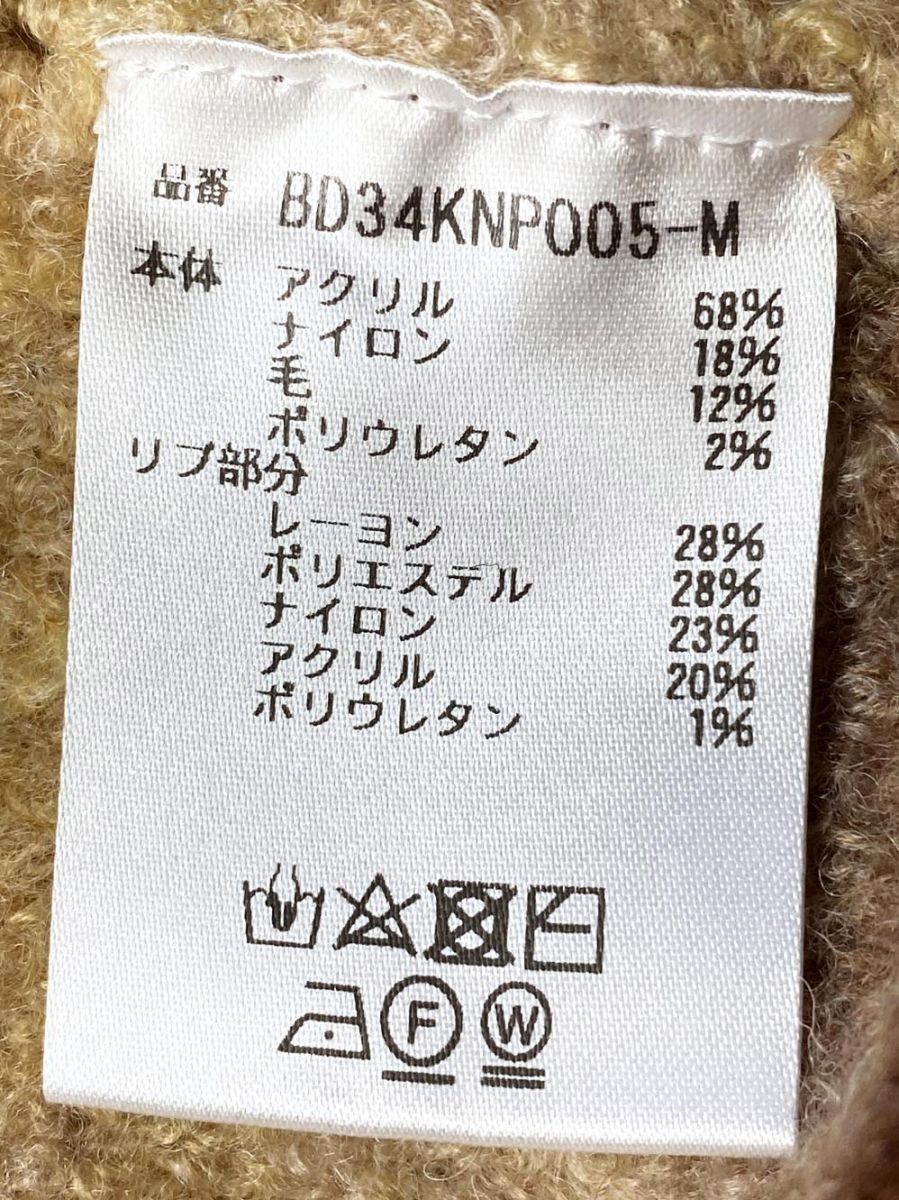 品番 BD34KNP005-M
本体 アクリル 68%
ナイロン 18%
毛 12%
ポリウレタン 2%
リブ部分
レーヨン 28%
ポリエステル 28%
ナイロン 23%
アクリル 20%
ポリウレタン 1%
F W